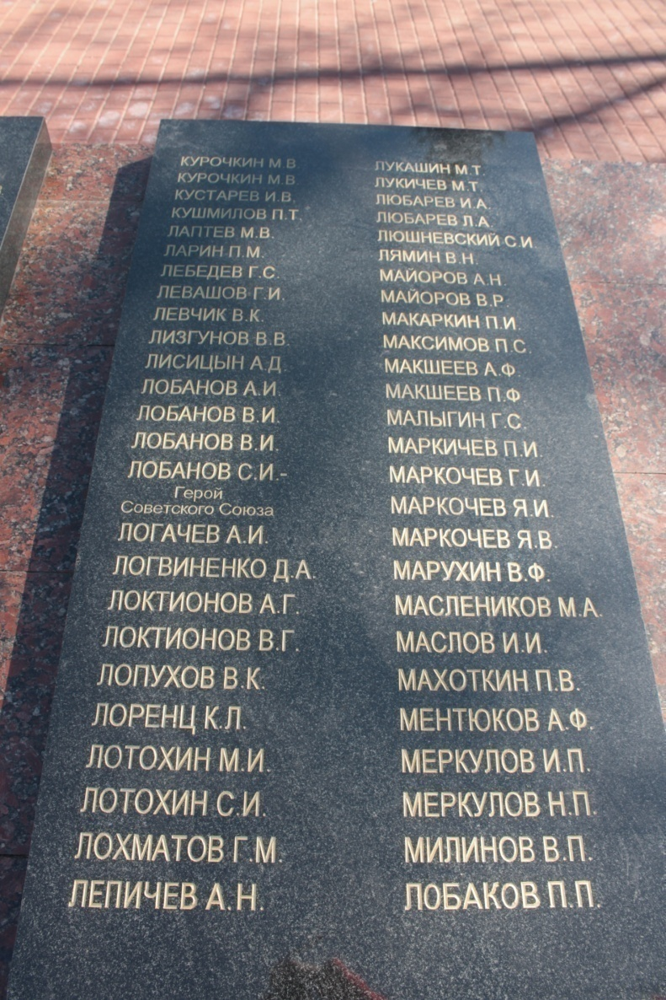 КУРОЧКИН М.В
КУРОЧКИН М.В.
КУСТАРЕВ И.В.
КУШМИЛОВ П.Т.
ЛАПТЕВ М.В.
ЛАРИН П.М.
ЛЕБЕДЕВ Г.С.
ЛЕВАШОВ Г.И.
ЛЕВЧИК В.К.
ЛИЗГУНОВ В.В.
ЛИСИЦЫН А.Д.
ЛОБАНОВ А.И.
ЛОБАНОВ В.И.
ЛОБАНОВ В.И.
ЛОБАНОВ С.И.-
Герой
Советского Союза
ЛОГАЧЕВ А.И.
ЛОГВИНЕНКО Д.А.
ЛОКТИОНОВ А.Г.
ЛОКТИОНОВ В.Г.
ЛОПУХОВ В.К.
ЛОРЕНЦ К.Л.
ЛОТОХИН М.И.
ЛОТОХИН С.И.
ЛОХМАТОВ Г.М.
ЛЕПИЧЕВ А.Н.
ЛУКАШИН М.Т.
ЛУКИЧЕВ М.Т.
ЛЮБАРЕВ И.А.
ЛЮБАРЕВ Л.А.
ЛЮШНЕВСКИЙ С.И.
ЛЯМИН В.Н.
МАЙОРОВ А.Н.
МАЙОРОВ В.Р.
МАКАРКИН П.И.
МАКСИМОВ П.С.
МАКШЕЕВ А.Ф.
МАКШЕЕВ П.Ф.
МАЛЫГИН Г.С.
МАРКИЧЕВ П.И.
МАРКОЧЕВ Г.И.
МАРКОЧЕВ Я.И.
МАРКОЧЕВ Я.В.
МАРУХИН В.Ф.
МАСЛЕНИКОВ М.А.
МАСЛОВ И.И.
МАХОТКИН П.В.
МЕНТЮКОВ А.Ф.
МЕРКУЛОВ И.П.
МЕРКУЛОВ Н.П.
МИЛИНОВ В.П.
ЛОБАКОВ П.П.